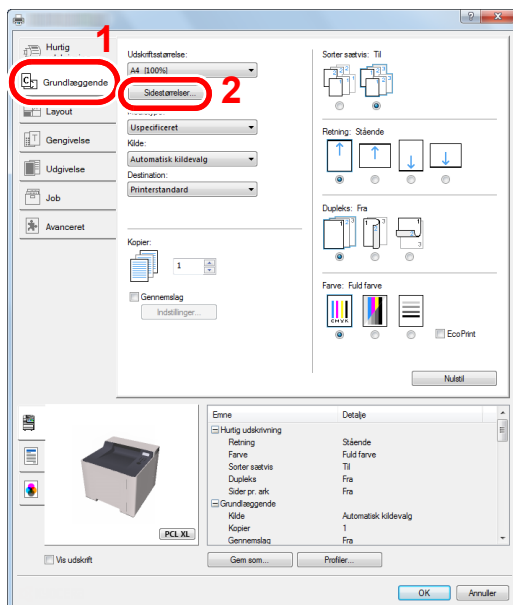 1
Hurtig
Grundlæggende
Layout
Gengivelse
Udgivelse
Job
Avanceret
Udskriftsstørrelse:
A4 (100%)
Sidestørrelser...
2
Uspecificeret
Kilde:
Automatisk kildevalg
Destination:
Printerstandard
Kopier:
1
Gennemslag
Indstillinger...
Sorter sætvis: Til
Retning: Stående
Dupleks: Fra
Farve: Fuld farve
CMYK
EcoPrint
Nulstil
PCL XL
Vis udskrift
Emne Detalje
Hurtig udskrivning
Retning Stående
Farve Fuld farve
Sorter sætvis Til
Dupleks Fra
Sider pr. ark Fra
Grundlæggende
Kilde Automatisk kildevalg
Kopier 1
Gennemslag Fra
Gem som... Profiler...
OK Annuller